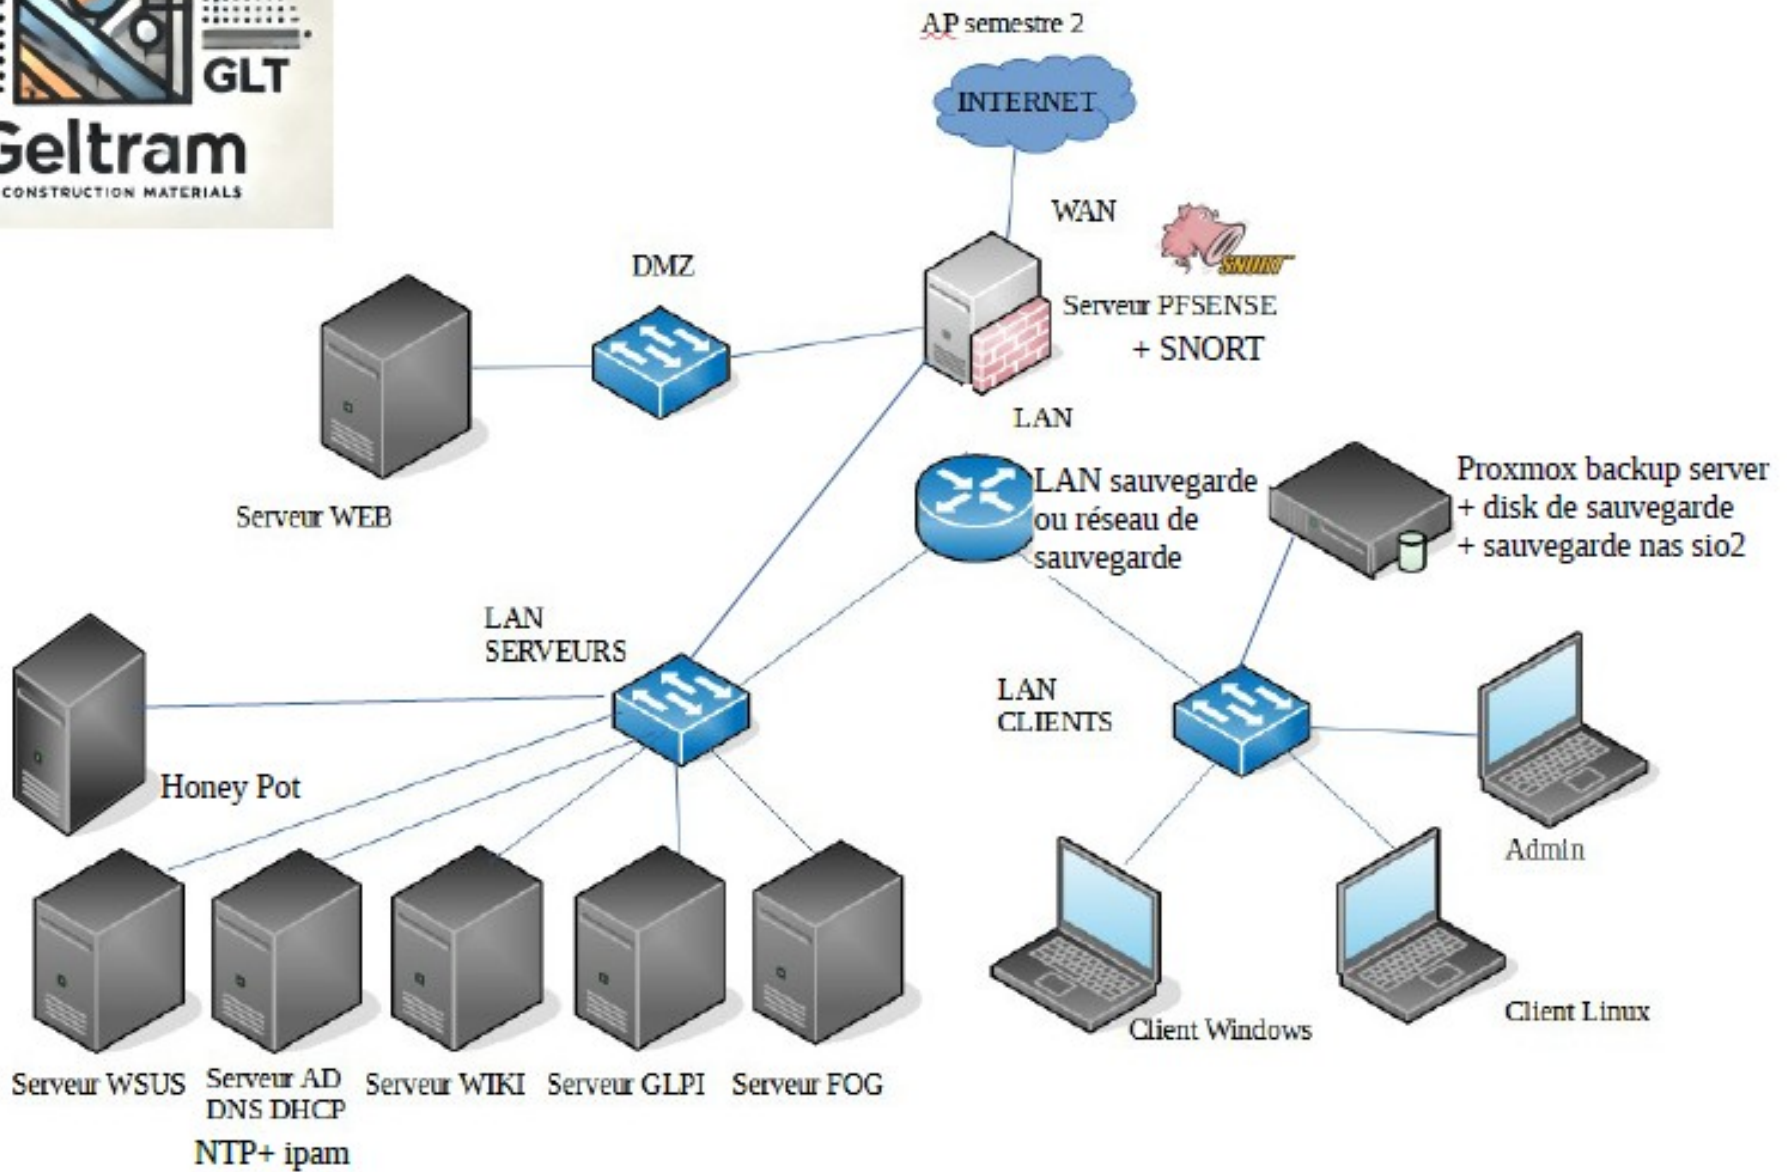 AP semestre 2
GLT
Geltram
CONSTRUCTION MATERIALS
INTERNET
WAN
SNORT
DMZ
Serveur PFSENSE
+ SNORT
LAN
Serveur WEB
LAN sauvegarde
ou réseau de
sauvegarde
Proxmox backup server
+ disk de sauvegarde
+ sauvegarde nas sio2
LAN
SERVEURS
LAN
CLIENTS
Honey Pot
Admin
Client Windows
Client Linux
Serveur WSUS
Serveur AD
DNS DHCP
NTP+ ipam
Serveur WIKI
Serveur GLPI
Serveur FOG